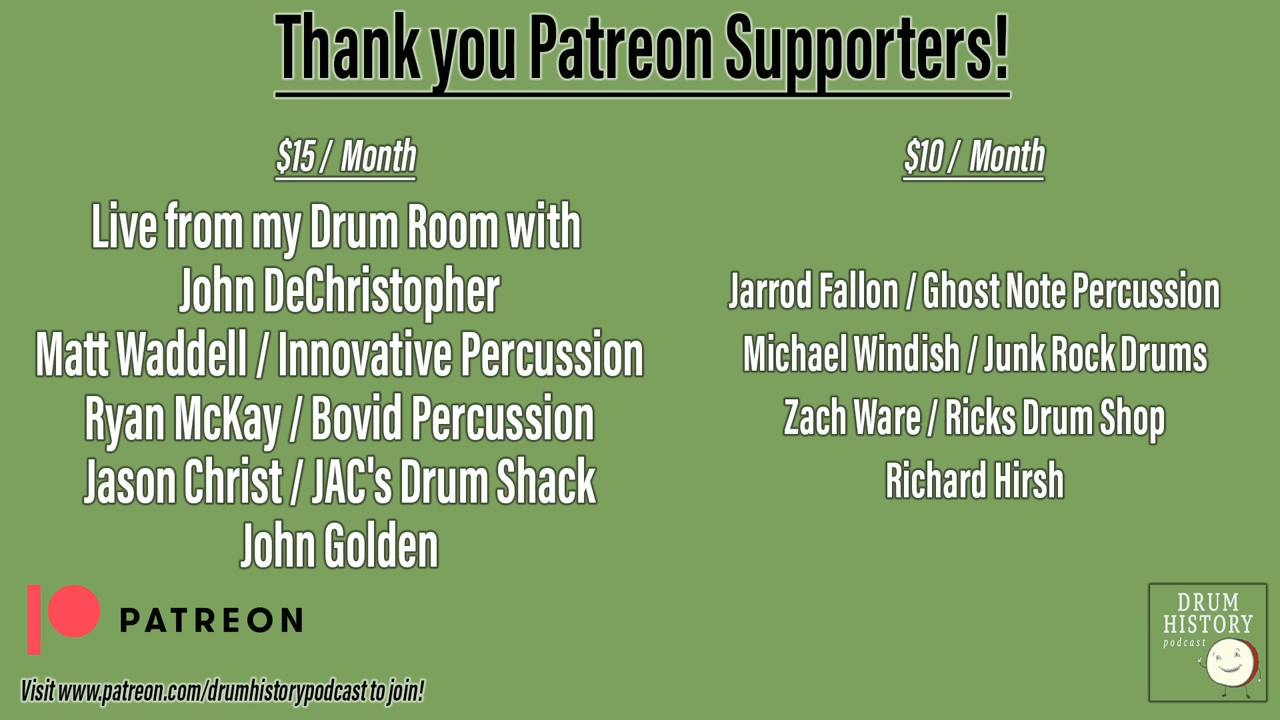 Thank you Patreon Supporters!
$15 / Month
Live from my Drum Room with
John DeChristopher
Matt Waddell / Innovative Percussion
Ryan McKay / Bovid Percussion
Jason Christ / JAC's Drum Shack
John Golden
$10 / Month
Jarrod Fallon / Ghost Note Percussion
Michael Windish / Junk Rock Drums
Zach Ware / Ricks Drum Shop
Richard Hirsh
PATREON
Visit www.patreon.com/drumhistorypodcast to join!
DRUM
HISTORY
podcast